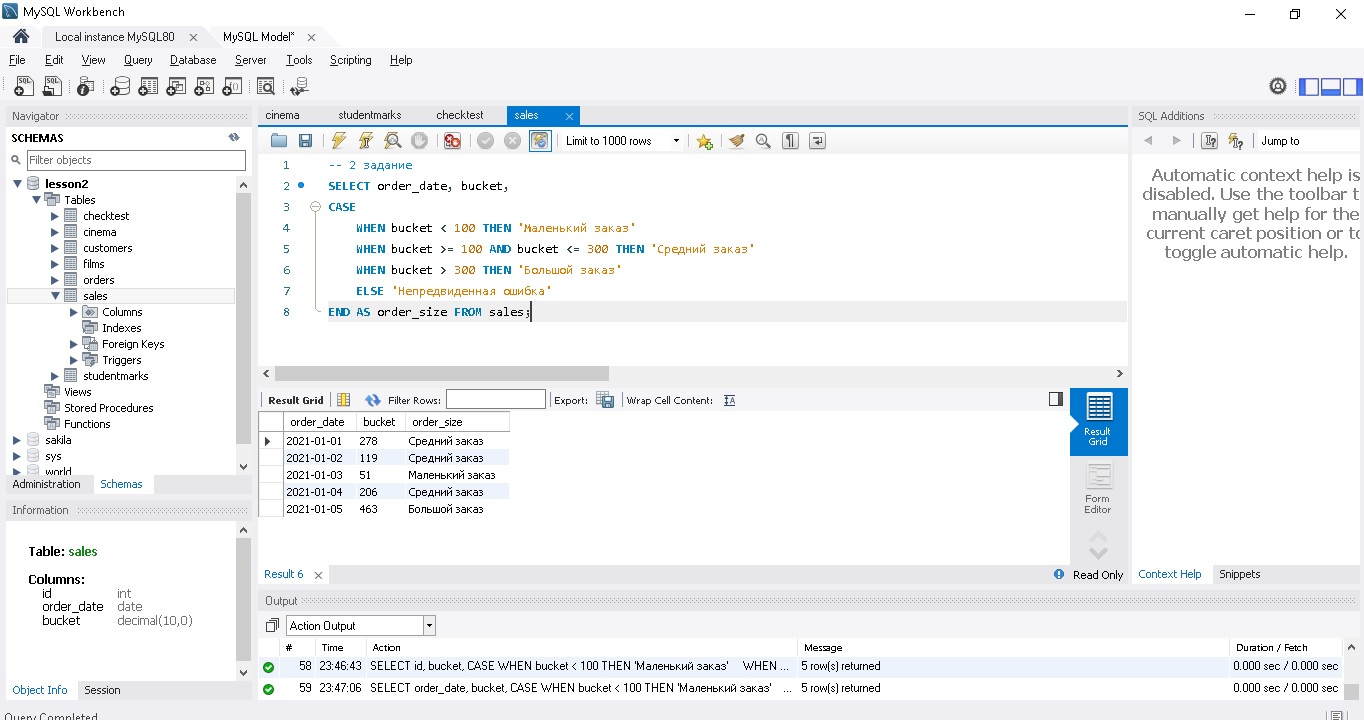 MySQL Workbench
Local instance MySQL80
MySQL Model*
File Edit View Query Database Server Tools Scripting Help
Navigator
SCHEMAS
Filter objects
lesson2
Tables
checktest
cinema
customers
films
orders
sales
Columns
Indexes
Foreign Keys
Triggers
studentmarks
Views
Stored Procedures
Functions
sakila
sys
world
Administration Schemas
Information
Table: sales
Columns:
id int
order_date date
bucket decimal(10,0)
Object Info Session
Query Completed
cinema studentmarks checktest sales
Limit to 1000 rows
1 -- 2 задание
2 SELECT order_date, bucket,
3 CASE
4 WHEN bucket < 100 THEN 'Маленький заказ'
5 WHEN bucket >= 100 AND bucket <= 300 THEN 'Средний заказ'
6 WHEN bucket > 300 THEN 'Большой заказ'
7 ELSE 'Непредвиденная ошибка'
8 END AS order_size FROM sales;
Result Grid Filter Rows: Export: Wrap Cell Content:
order_date bucket order_size
2021-01-01 278 Средний заказ
2021-01-02 119 Средний заказ
2021-01-03 51 Маленький заказ
2021-01-04 206 Средний заказ
2021-01-05 463 Большой заказ
Result
Grid
Form
Editor
Result 6
Read Only
SQL Additions
Jump to
Automatic context help is
disabled. Use the toolbar t
manually get help for the
current caret position or to
toggle automatic help.
Context Help Snippets
Output
Action Output
# Time Action Message Duration / Fetch
58 23:46:43 SELECT id, bucket, CASE WHEN bucket < 100 THEN 'Маленький заказ' WHEN ... 5 row(s) returned 0.000 sec / 0.000 sec
59 23:47:06 SELECT order_date, bucket, CASE WHEN bucket < 100 THEN 'Маленький заказ' ... 5 row(s) returned 0.000 sec / 0.000 sec